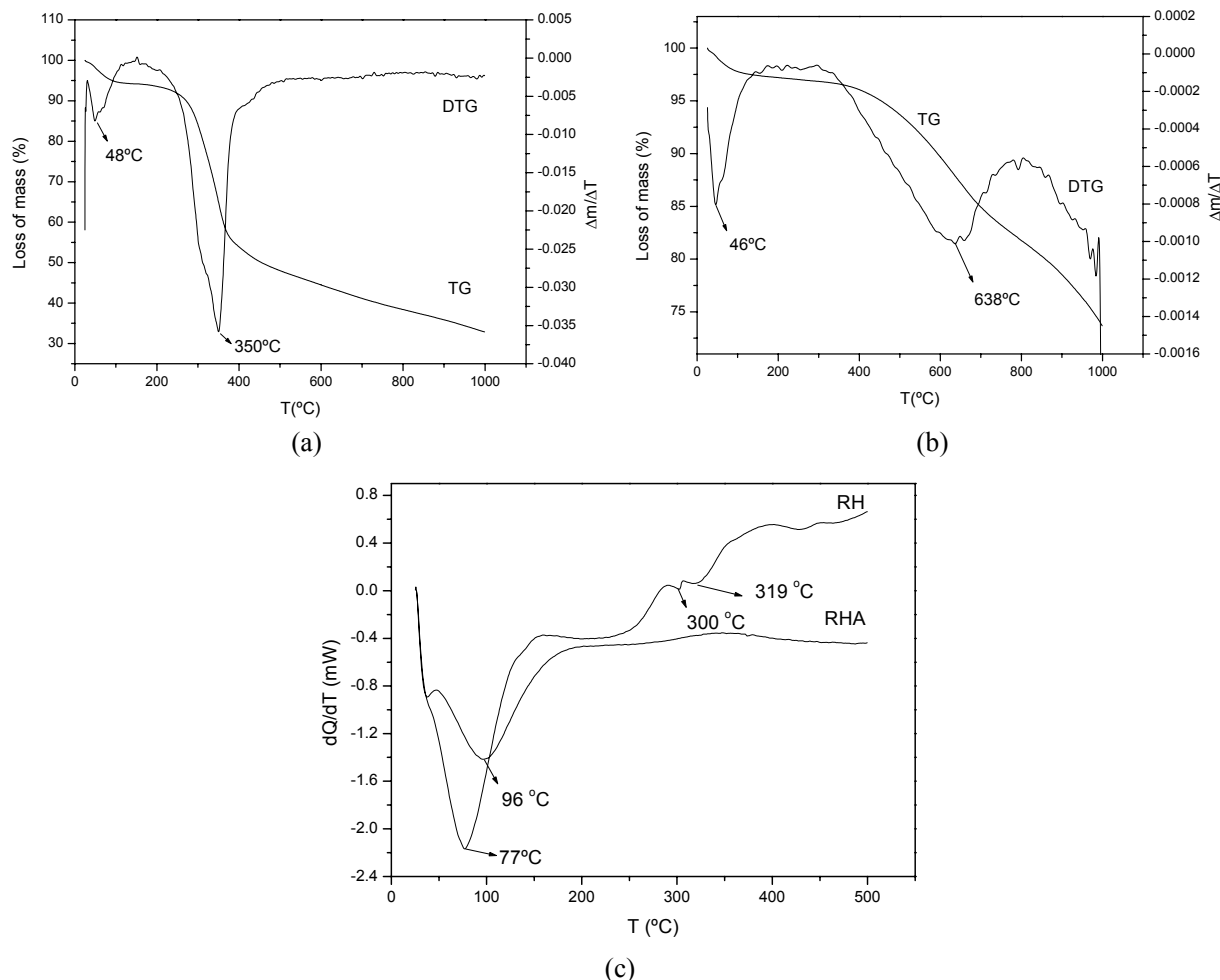 110
100
90
80
70
60
50
40
30
Loss of mass (%)
0 200 400 600 800 1000
T(ºC)
0.005
0.000
-0.005
-0.010
-0.015
-0.020
-0.025
-0.030
-0.035
-0.040
Δm/ΔT
DTG
48ºC
TG
350ºC
(a)
100
95
90
85
80
75
Loss of mass (%)
0 200 400 600 800 1000
T(ºC)
0.0002
0.0000
-0.0002
-0.0004
-0.0006
-0.0008
-0.0010
-0.0012
-0.0014
-0.0016
Δm/ΔT
TG
DTG
46ºC
638ºC
(b)
0.8
0.4
0.0
-0.4
-0.8
-1.2
-1.6
-2.0
-2.4
dQ/dT (mW)
0 100 200 300 400 500
T (ºC)
RH
319 °C
300 °C
RHA
96 °C
77ºC
(c)